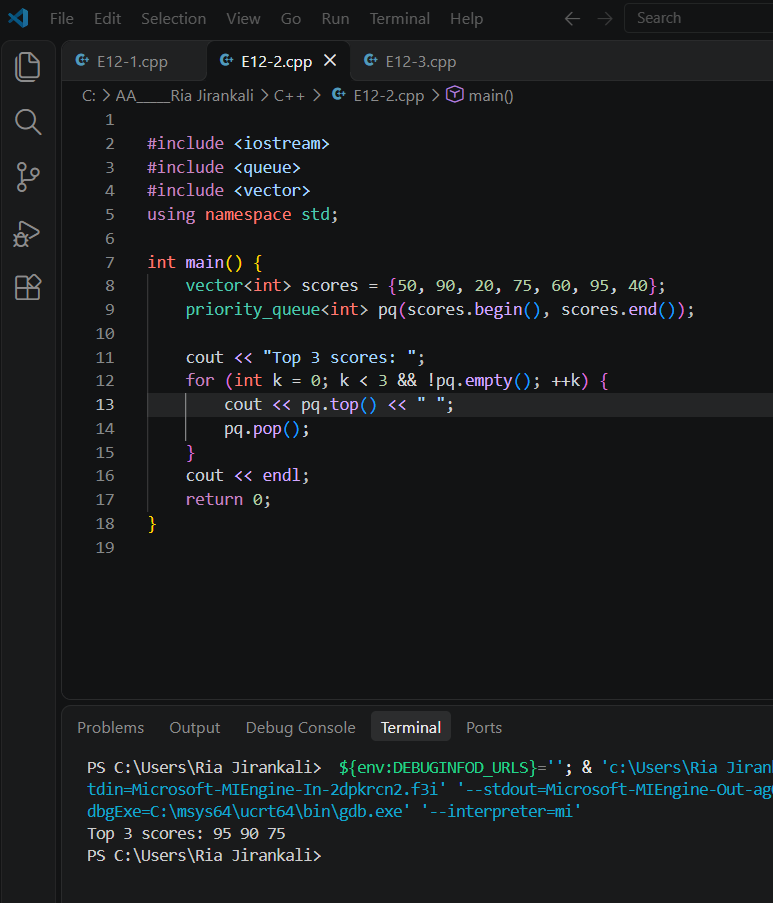 File Edit Selection View Go Run Terminal Help Search
E12-1.cpp E12-2.cpp E12-3.cpp
C: > AA_____Ria Jirankali > C++ > E12-2.cpp > main()
1
2 #include <iostream>
3 #include <queue>
4 #include <vector>
5 using namespace std;
6
7 int main() {
8     vector<int> scores = {50, 90, 20, 75, 60, 95, 40};
9     priority_queue<int> pq(scores.begin(), scores.end());
10
11     cout << "Top 3 scores: ";
12     for (int k = 0; k < 3 && !pq.empty(); ++k) {
13         cout << pq.top() << " ";
14         pq.pop();
15     }
16     cout << endl;
17     return 0;
18 }
19
Problems Output Debug Console Terminal Ports
PS C:\Users\Ria Jirankali>  ${env:DEBUGINFOD_URLS}=''; & 'c:\Users\Ria
tdin=Microsoft-MIEngine-In-2dpkrcn2.f3i' '--stdout=Microsoft-MIEngine-Out-
dbgExe=C:\msys64\ucrt64\bin\gdb.exe' '--interpreter=mi'
Top 3 scores: 95 90 75
PS C:\Users\Ria Jirankali>